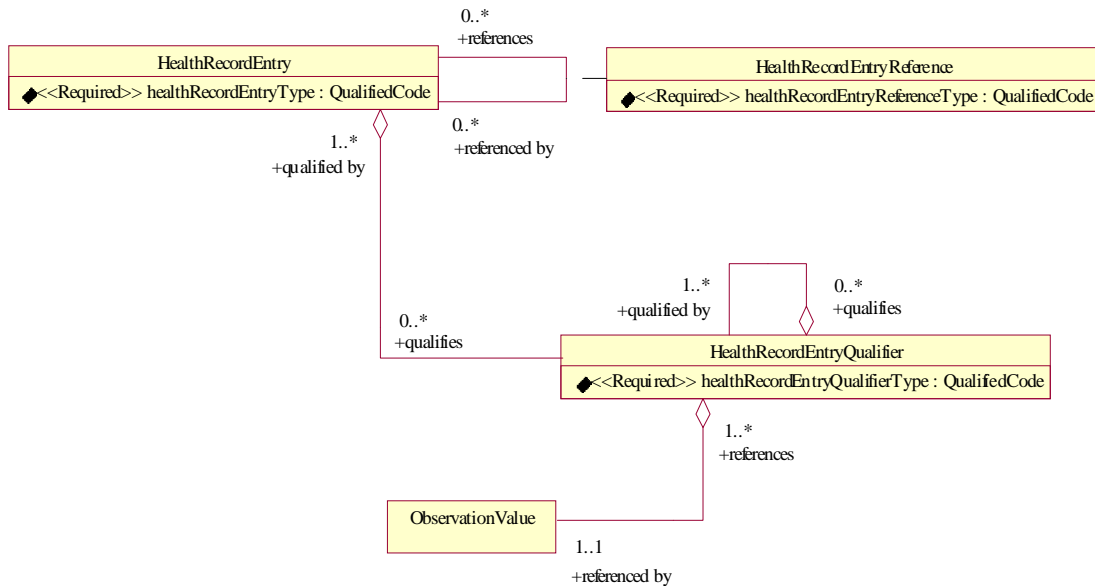 0..*
+references
HealthRecordEntry
<<Required>> healthRecordEntryType : QualifiedCode
HealthRecordEntryReference
<<Required>> healthRecordEntryReferenceType : QualifiedCode
1..*
+qualified by
0..*
+referenced by
1..*
+qualified by
0..*
+qualifies
0..*
+qualifies
HealthRecordEntryQualifier
<<Required>> healthRecordEntryQualifierType : QualifedCode
1..*
+references
ObservationValue
1..1
+referenced by